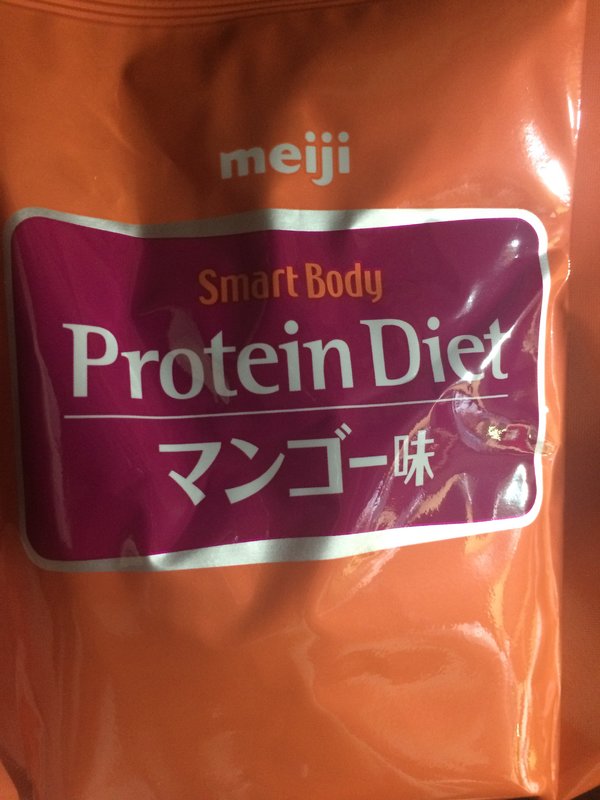 meiji
Smart Body
Protein Diet
マンゴー味